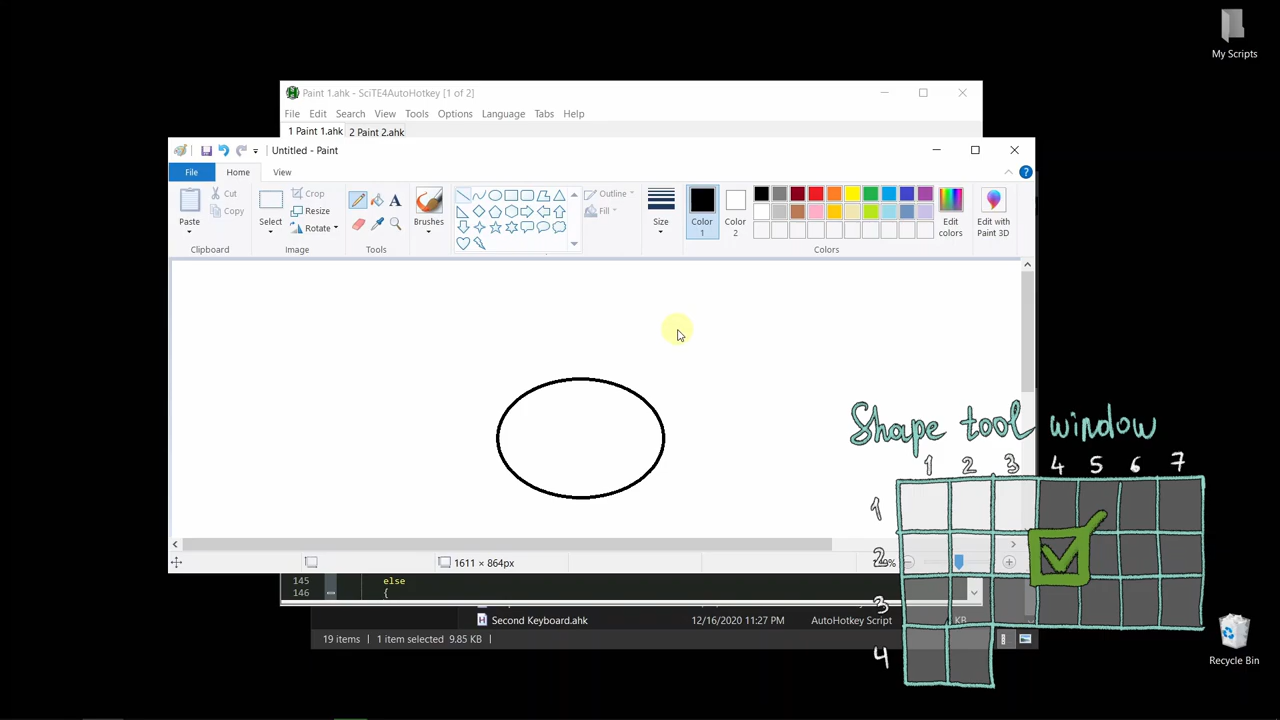 My Scripts
Paint 1.ahk - SciTE4AutoHotkey [1 of 2]
File Edit Search View Tools Options Language Tabs Help
1 Paint 1.ahk 2 Paint 2.ahk
Untitled - Paint
File Home View
Paste
Cut
Copy
Clipboard
Select
Crop
Resize
Rotate
Image
Tools
Brushes
Outline
Fill
Size
Color
1
Color
2
Edit
colors
Edit with
Paint 3D
Colors
Shape tool window
1 2 3 4 5 6 7
1
2
3
4
1611 × 864px
145 else
146 {
Second Keyboard.ahk 12/16/2020 11:27 PM AutoHotkey Script KB
19 items 1 item selected 9.85 KB
Recycle Bin